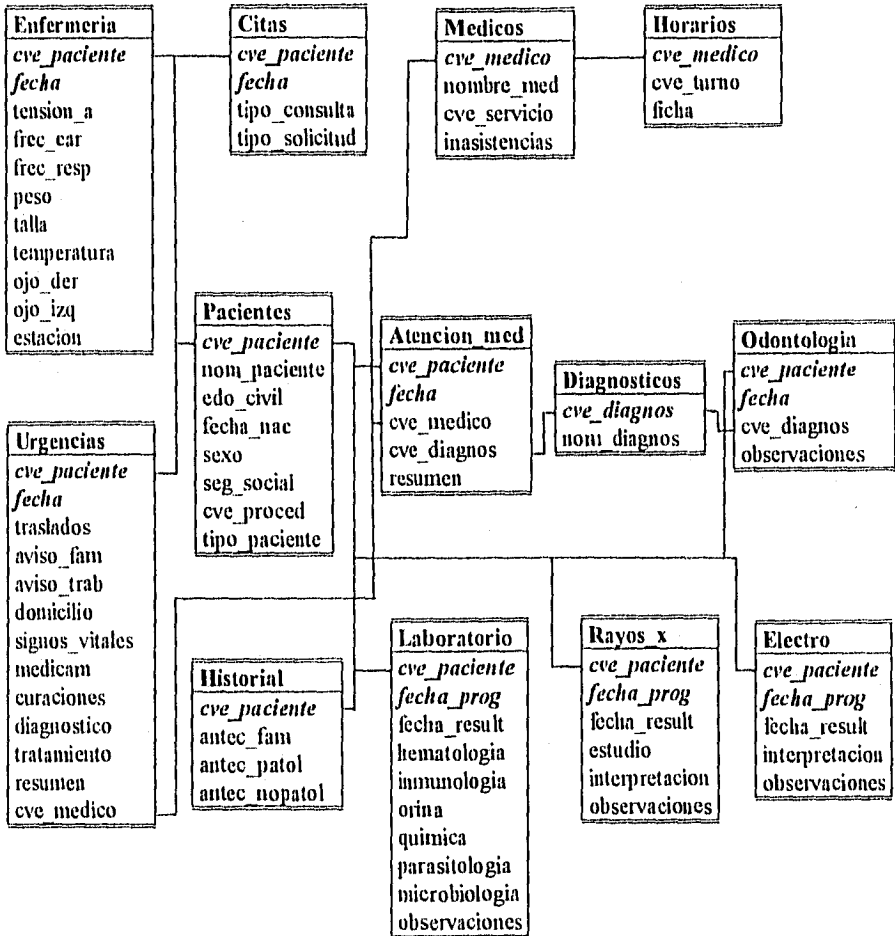 Enfermeria
cve_paciente
fecha
tension_a
frec_car
frec_resp
peso
talla
temperatura
ojo_der
ojo_izq
estacion
Citas
cve_paciente
fecha
tipo_consulta
tipo_solicitud
Medicos
cve_medico
nombre_med
cve_servicio
inasistencias
Horarios
cve_medico
cve_turno
ficha
Pacientes
cve_paciente
nom_paciente
edo_civil
fecha_nac
sexo
seg_social
cve_proced
tipo_paciente
Atencion_med
cve_paciente
fecha
cve_medico
cve_diagnos
resumen
Diagnosticos
cve_diagnos
nom_diagnos
Odontologia
cve_paciente
fecha
cve_diagnos
observaciones
Urgencias
cve_paciente
fecha
traslados
aviso_fam
aviso_trab
domicilio
signos_vitales
medicam
curaciones
diagnostico
tratamiento
resumen
cve_medico
Historial
cve_paciente
antec_fam
antec_patol
antec_nopatol
Laboratorio
cve_paciente
fecha_prog
fecha_result
hematologia
inmunologia
orina
quimica
parasitologia
microbiologia
observaciones
Rayos_x
cve_paciente
fecha_prog
fecha_result
estudio
interpretacion
observaciones
Electro
cve_paciente
fecha_prog
fecha_result
interpretacion
observaciones